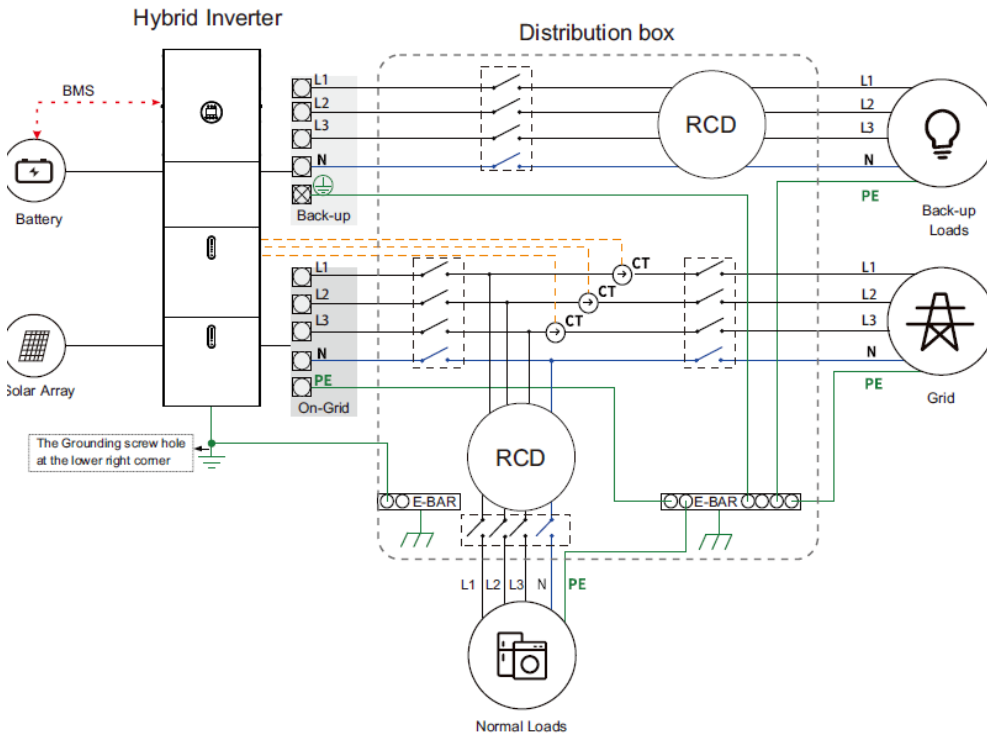 Hybrid Inverter
Distribution box
BMS
Battery
Solar Array
L1
L2
L3
N
Back-up
RCD
L1
L2
L3
N
PE
Back-up
Loads
L1
L2
L3
N
PE
On-Grid
CT
CT
CT
L1
L2
L3
N
PE
Grid
The Grounding screw hole
at the lower right corner
RCD
E-BAR
E-BAR
L1 L2 L3 N PE
Normal Loads